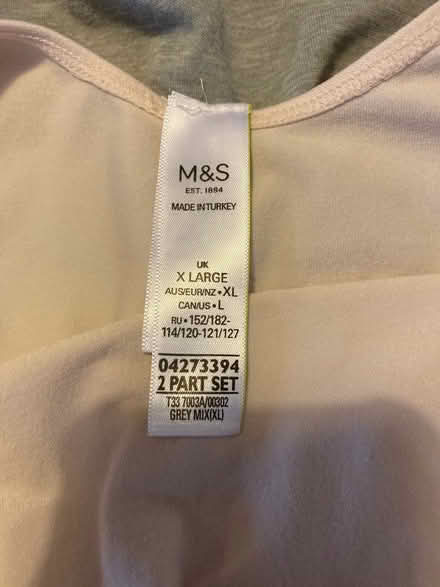 M&S
EST. 1884
MADE IN TURKEY
UK
X LARGE
AUS/EUR/NZ • XL
CAN/US • L
RU • 152/182-
114/120-121/127
04273394
2 PART SET
T33 7003A/00302
GREY MIX(XL)